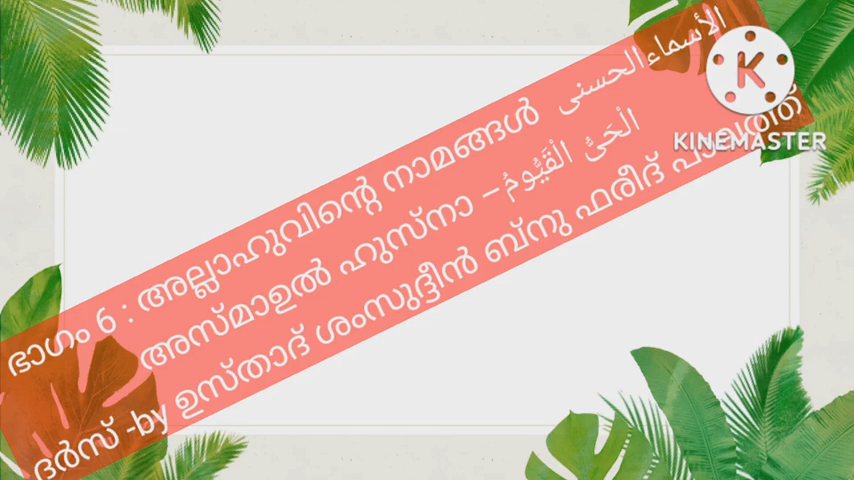 ഭാഗം 6 : അല്ലാഹുവിന്റെ നാമങ്ങൾ الأسماء الحسنى
അസ്മാഉൽ ഹുസ്നാ – الْحَيُّ الْقَيُّومُ
ദർസ് -by ഉസ്താദ് ശംസുദ്ദീൻ ബ്നു ഫരീദ്
KINEMASTER